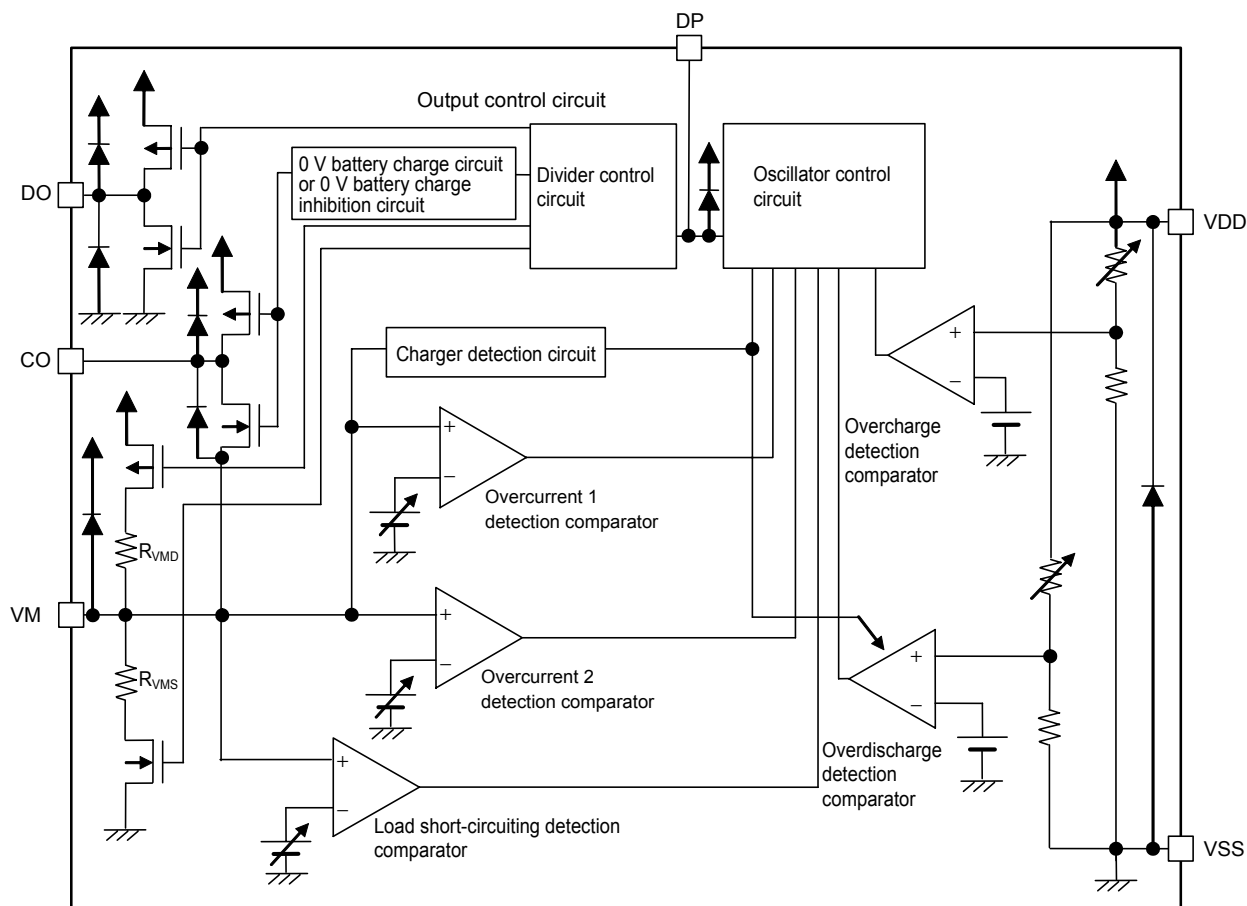 DP
Output control circuit
0 V battery charge circuit
or 0 V battery charge
inhibition circuit
Divider control
circuit
Oscillator control
circuit
DO
VDD
CO
Charger detection circuit
+
−
Overcharge
detection
comparator
+
−
Overcurrent 1
detection comparator
RVMD
VM
+
−
Overcurrent 2
detection comparator
+
−
Overdischarge
detection
comparator
RVMS
+
−
Load short-circuiting detection
comparator
VSS